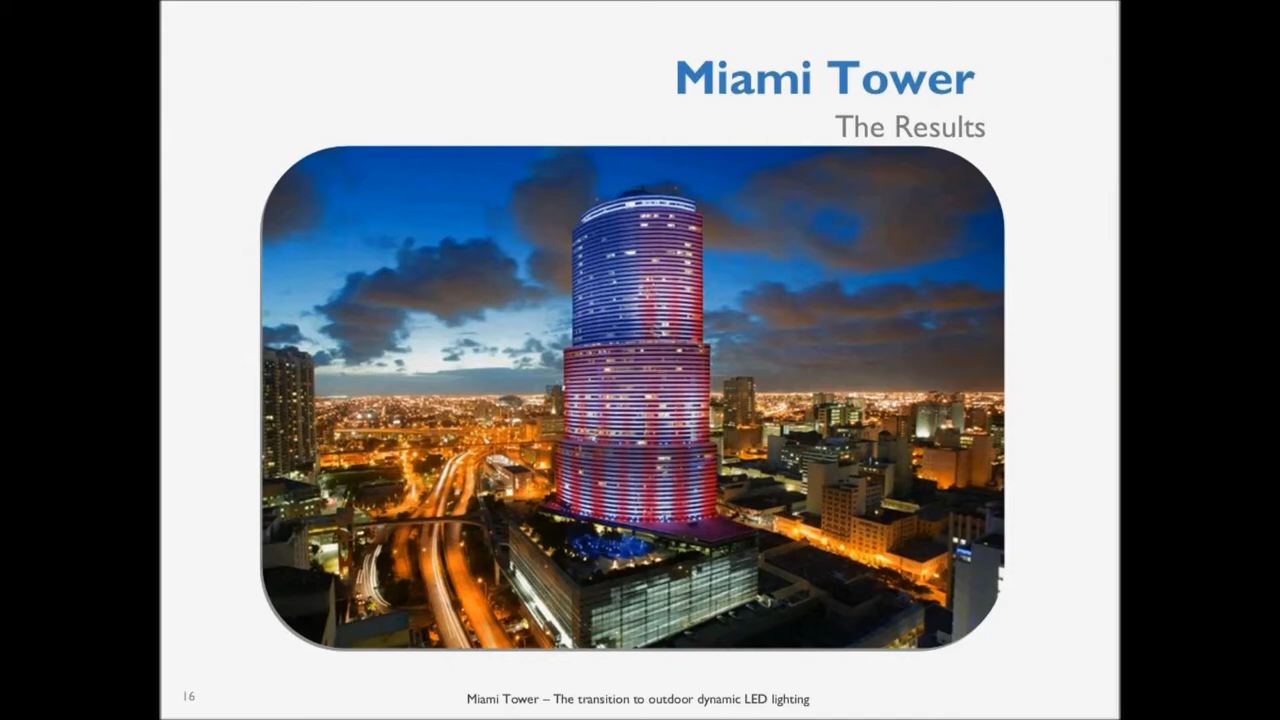 Miami Tower
The Results
16
Miami Tower – The transition to outdoor dynamic LED lighting